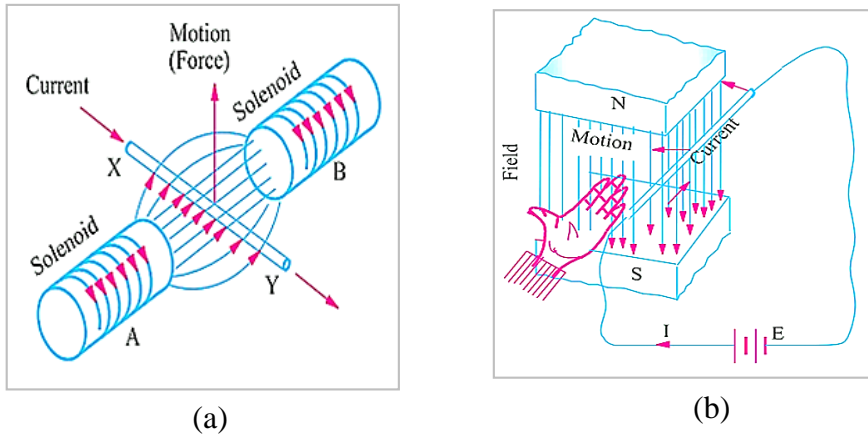 Motion
(Force)
Current
Solenoid
X
B
Solenoid
Y
A
(a)
N
Motion
Current
Field
S
I
E
(b)